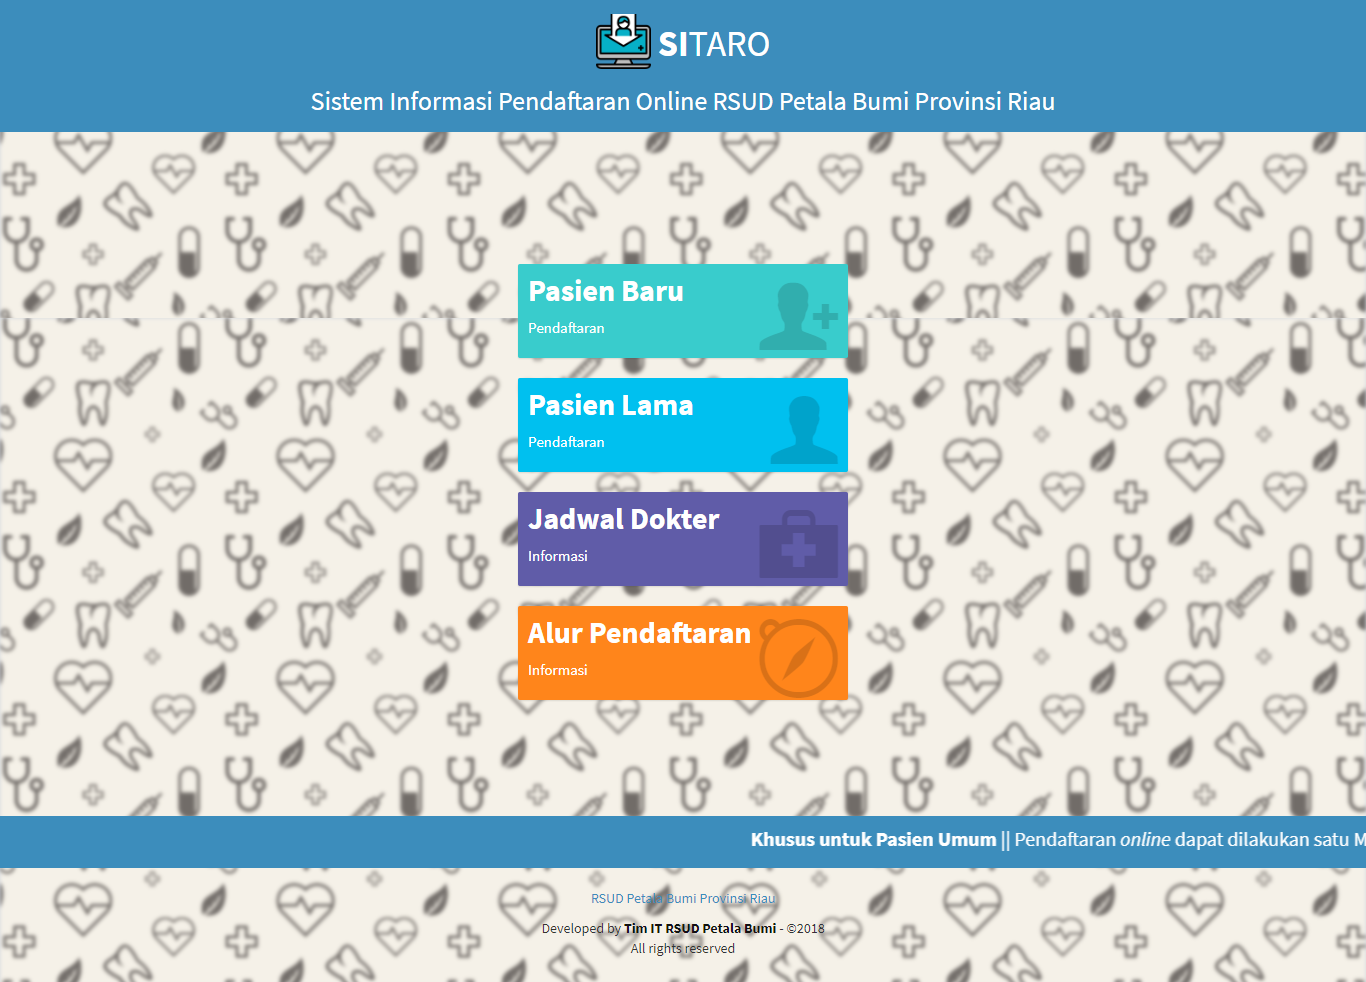 SITARO
Sistem Informasi Pendaftaran Online RSUD Petala Bumi Provinsi Riau
Pasien Baru
Pendaftaran
Pasien Lama
Pendaftaran
Jadwal Dokter
Informasi
Alur Pendaftaran
Informasi
Khusus untuk Pasien Umum || Pendaftaran online dapat dilakukan satu M
RSUD Petala Bumi Provinsi Riau
Developed by Tim IT RSUD Petala Bumi - ©2018
All rights reserved